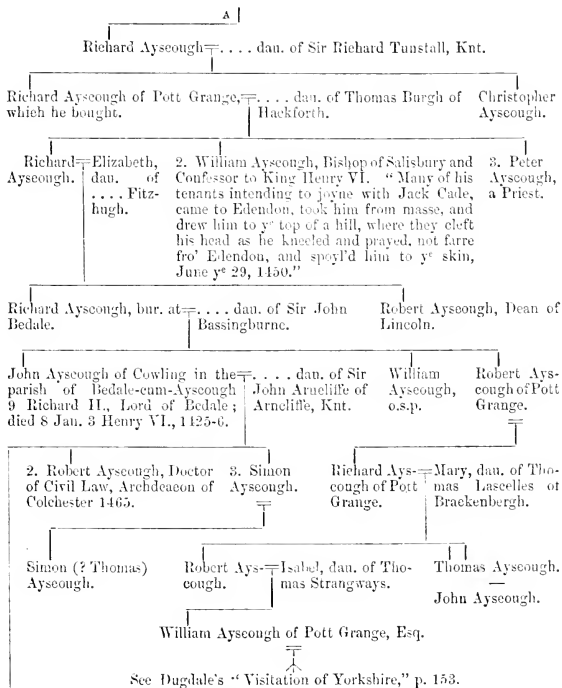 A
Richard Ayscough=. . . . dau. of Sir Richard Tunstall, Knt.
Richard Ayscough of Pott Grange,=. . . . dau. of Thomas Burgh of
which he bought.
Hackforth.
Christopher
Ayscough.
Richard=Elizabeth,
Ayscough. dau. of
. . . . Fitz-
hugh.
2. William Ayscough, Bishop of Salisbury and
Confessor to King Henry VI. “ Many of his
tenants intending to joyne with Jack Cade,
came to Edendon, took him from masse, and
drew him to yᵉ top of a hill, where they cleft
his head as he kneeled and prayed, not farre
fro’ Edendon, and spoyl’d him to yᵉ skin,
June yᵉ 29, 1450.”
3. Peter
Ayscough,
a Priest.
Richard Ayscough, bur. at=. . . . dau. of Sir John
Bedale.
Bassingburne.
Robert Ayscough, Dean of
Lincoln.
John Ayscough of Cowling in the=. . . . dau. of Sir
parish of Bedale-cum-Ayscough
9 Richard II., Lord of Bedale ;
died 8 Jan. 3 Henry VI., 1425-6.
John Arncliffe of
Arncliffe, Knt.
William
Ayscough,
o.s.p.
Robert Ays-
cough of Pott
Grange.
2. Robert Ayscough, Doctor
of Civil Law, Archdeacon of
Colchester 1465.
3. Simon
Ayscough.
Richard Ays-=Mary, dau. of Tho-
cough of Pott
Grange.
mas Lascelles of
Brackenbergh.
Simon (? Thomas)
Ayscough.
Robert Ays-=Isabel, dau. of Tho-
cough.
mas Strangways.
Thomas Ayscough.
—
John Ayscough.
William Ayscough of Pott Grange, Esq.
See Dugdale’s “ Visitation of Yorkshire,” p. 153.